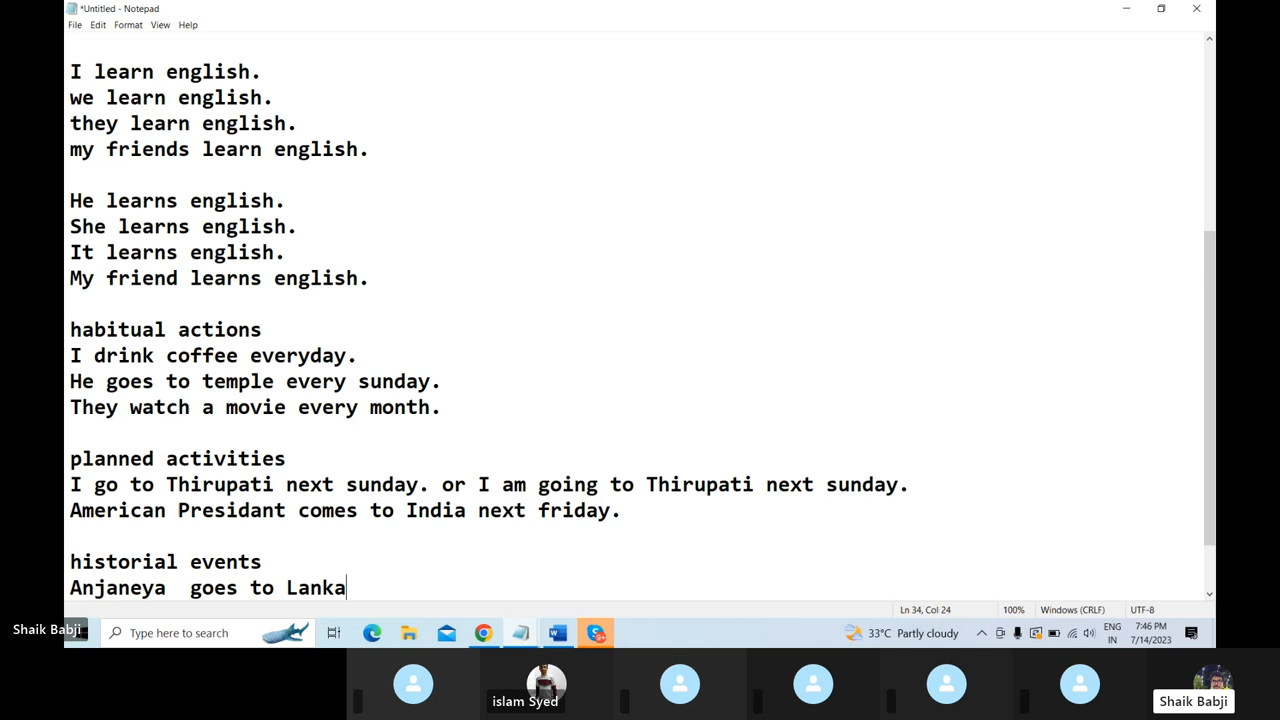 *Untitled - Notepad
File Edit Format View Help
I learn english.
we learn english.
they learn english.
my friends learn english.
He learns english.
She learns english.
It learns english.
My friend learns english.
habitual actions
I drink coffee everyday.
He goes to temple every sunday.
They watch a movie every month.
planned activities
I go to Thirupati next sunday. or I am going to Thirupati next sunday.
American Presidant comes to India next friday.
historial events
Anjaneya  goes to Lanka
Ln 34, Col 24 100% Windows (CRLF) UTF-8
Shaik Babji
Type here to search
33°C Partly cloudy
ENG
IN
7:46 PM
7/14/2023
islam Syed
Shaik Babji